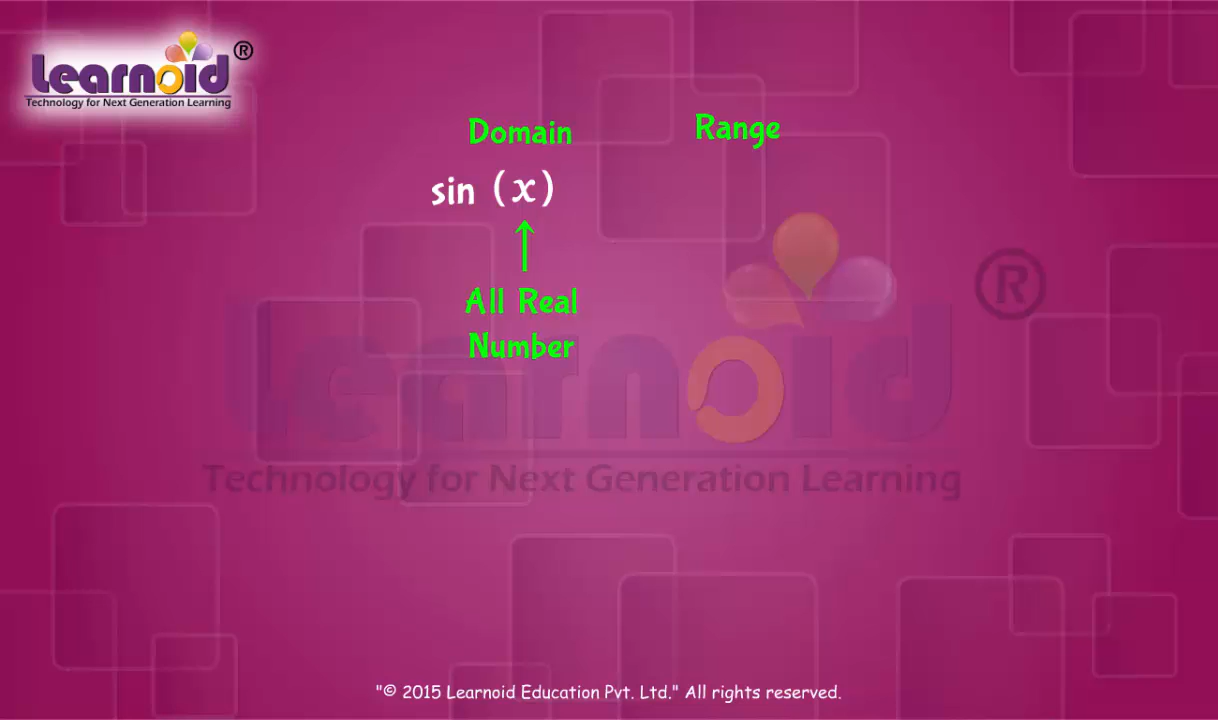 Learnoid ®
Technology for Next Generation Learning
Domain Range
sin (x)
↑
All Real
Number
Learnoid ®
Technology for Next Generation Learning
"© 2015 Learnoid Education Pvt. Ltd." All rights reserved.